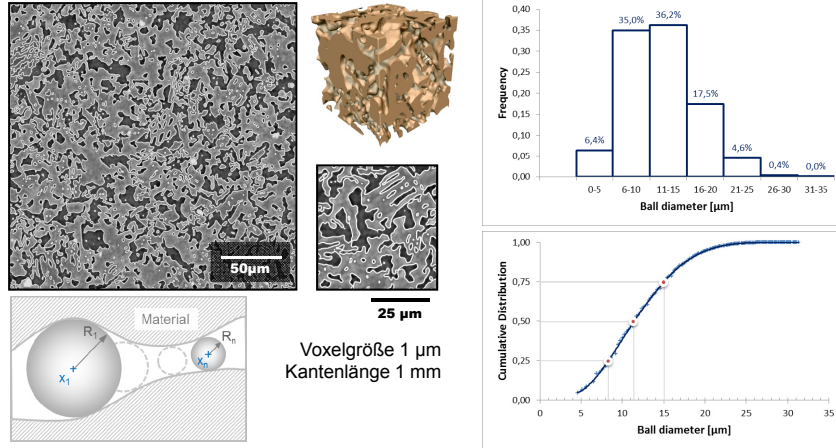 50µm
25 µm
Material
R1
Rn
x1
xn
Voxelgröße 1 µm
Kantenlänge 1 mm
0,40
0,35
0,30
0,25
0,20
0,15
0,10
0,05
0,00
Frequency
6,4%
35,0%
36,2%
17,5%
4,6%
0,4%
0,0%
0-5
6-10
11-15
16-20
21-25
26-30
31-35
Ball diameter [µm]
1,00
0,75
0,50
0,25
0,00
Cumulative Distribution
0
5
10
15
20
25
30
35
Ball diameter [µm]